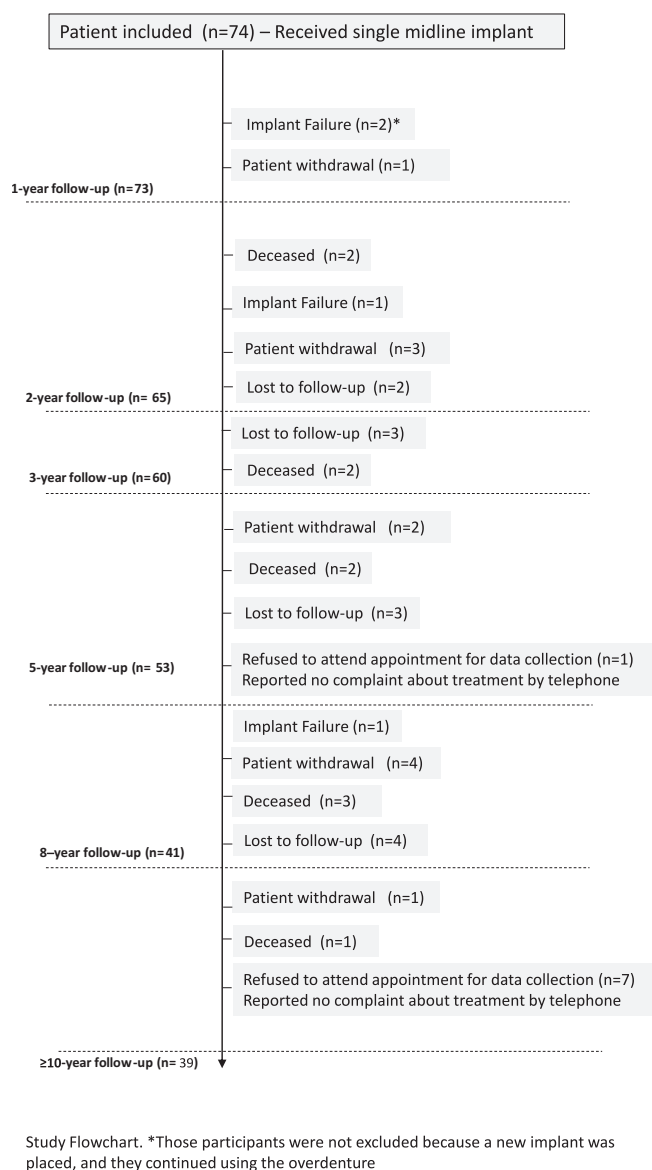 Patient included (n=74) – Received single midline implant
Implant Failure (n=2)*
Patient withdrawal (n=1)
1-year follow-up (n=73)
Deceased (n=2)
Implant Failure (n=1)
Patient withdrawal (n=3)
Lost to follow-up (n=2)
2-year follow-up (n= 65)
Lost to follow-up (n=3)
Deceased (n=2)
3-year follow-up (n=60)
Patient withdrawal (n=2)
Deceased (n=2)
Lost to follow-up (n=3)
Refused to attend appointment for data collection (n=1)
Reported no complaint about treatment by telephone
5-year follow-up (n= 53)
Implant Failure (n=1)
Patient withdrawal (n=4)
Deceased (n=3)
Lost to follow-up (n=4)
8–year follow-up (n=41)
Patient withdrawal (n=1)
Deceased (n=1)
Refused to attend appointment for data collection (n=7)
Reported no complaint about treatment by telephone
≥10-year follow-up (n= 39)
Study Flowchart. *Those participants were not excluded because a new implant was
placed, and they continued using the overdenture